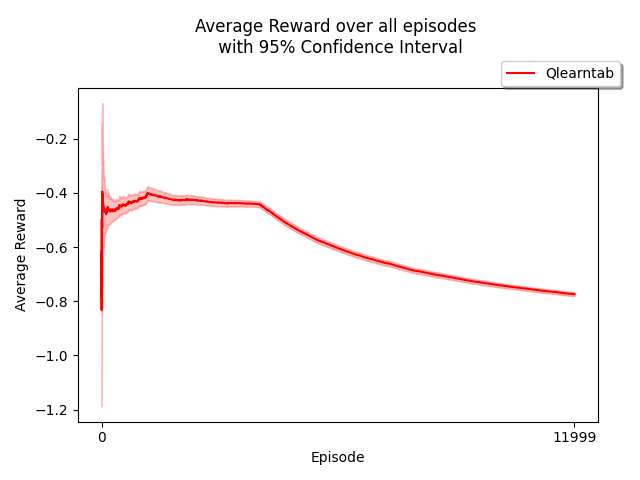 Average Reward over all episodes
with 95% Confidence Interval
Qlearntab
−0.2
−0.4
−0.6
−0.8
−1.0
−1.2
Average Reward
0
11999
Episode